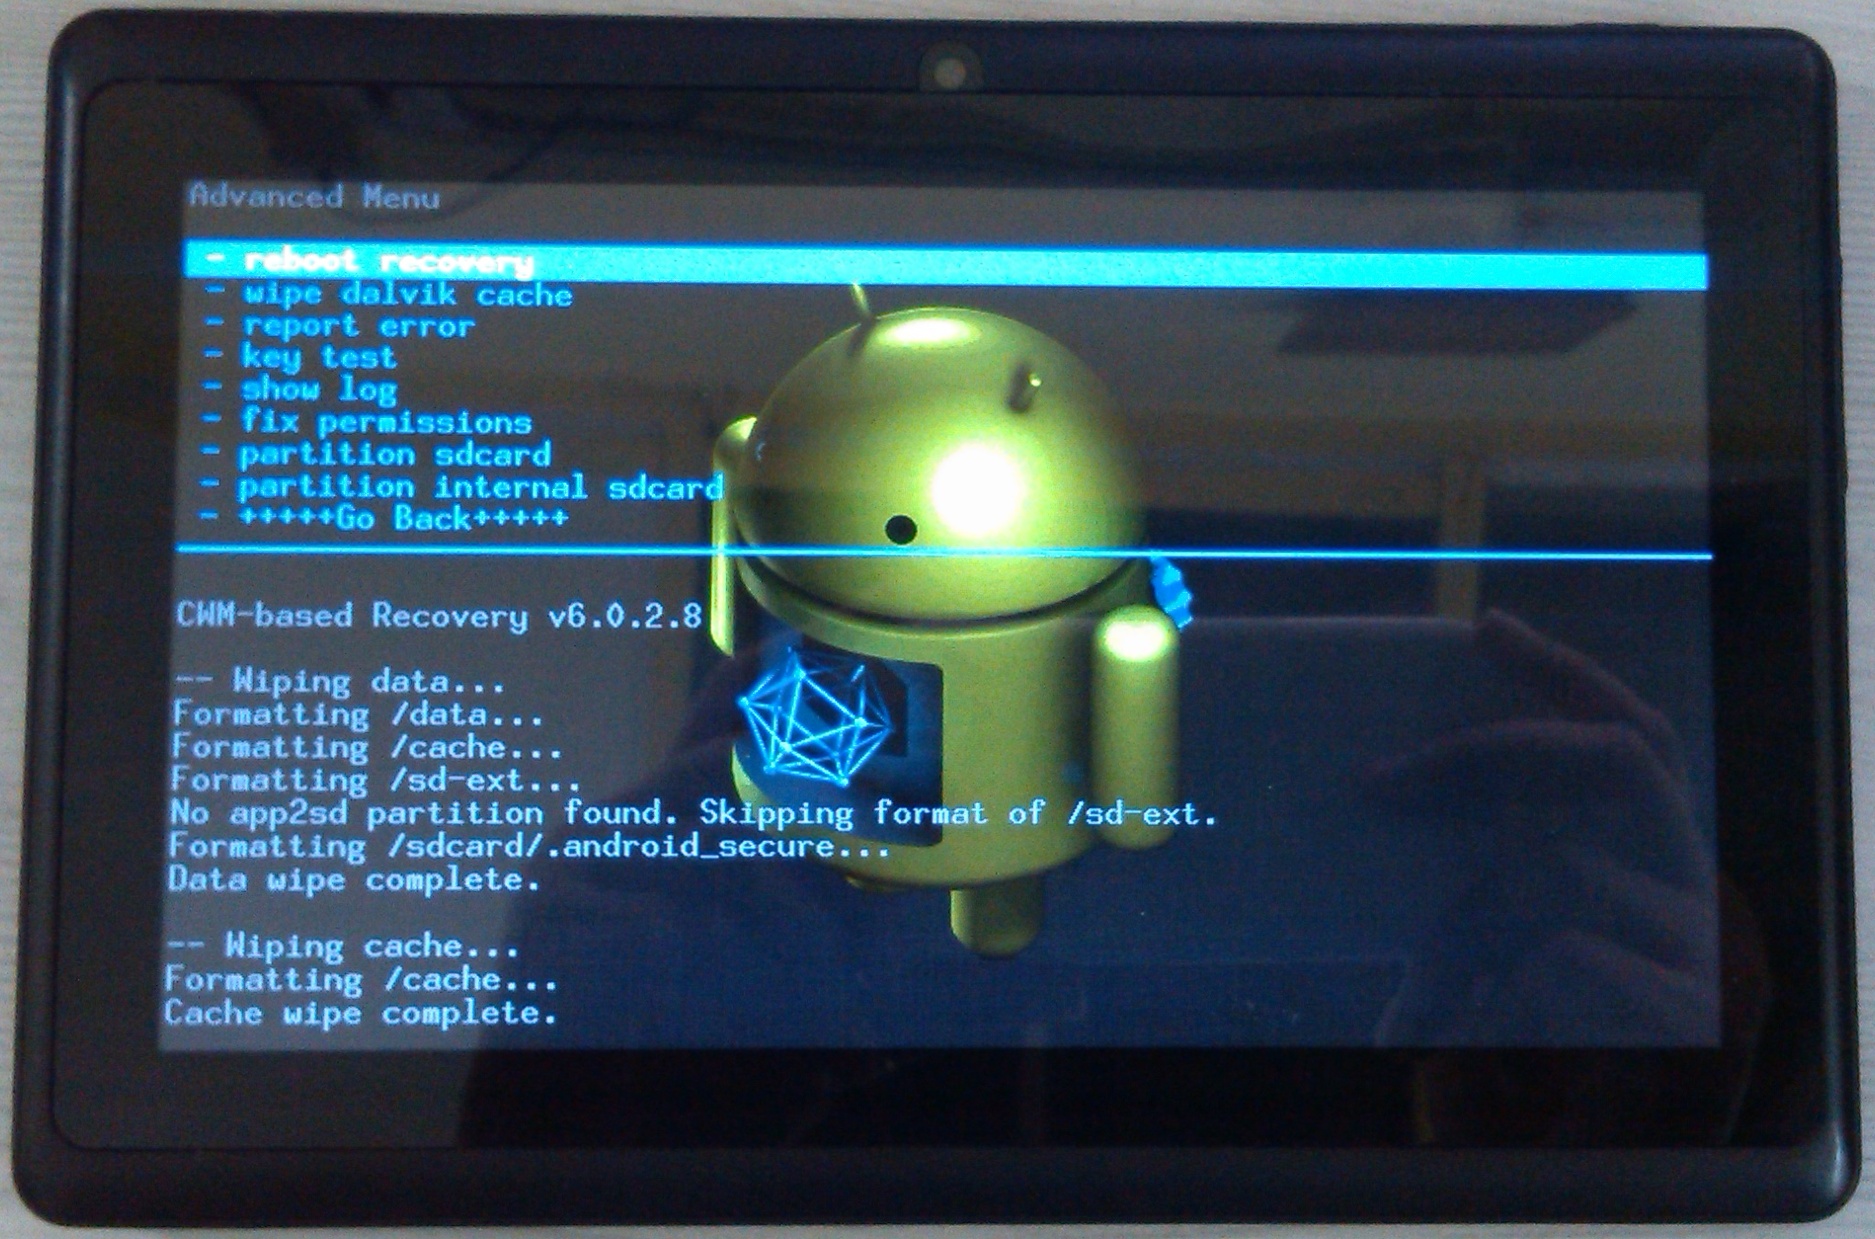 Advanced Menu
- reboot recovery
- wipe dalvik cache
- report error
- key test
- show log
- fix permissions
- partition sdcard
- partition internal sdcard
- +++++Go Back+++++
CWM-based Recovery v6.0.2.8
-- Wiping data...
Formatting /data...
Formatting /cache...
Formatting /sd-ext...
No app2sd partition found. Skipping format of /sd-ext.
Formatting /sdcard/.android_secure...
Data wipe complete.
-- Wiping cache...
Formatting /cache...
Cache wipe complete.